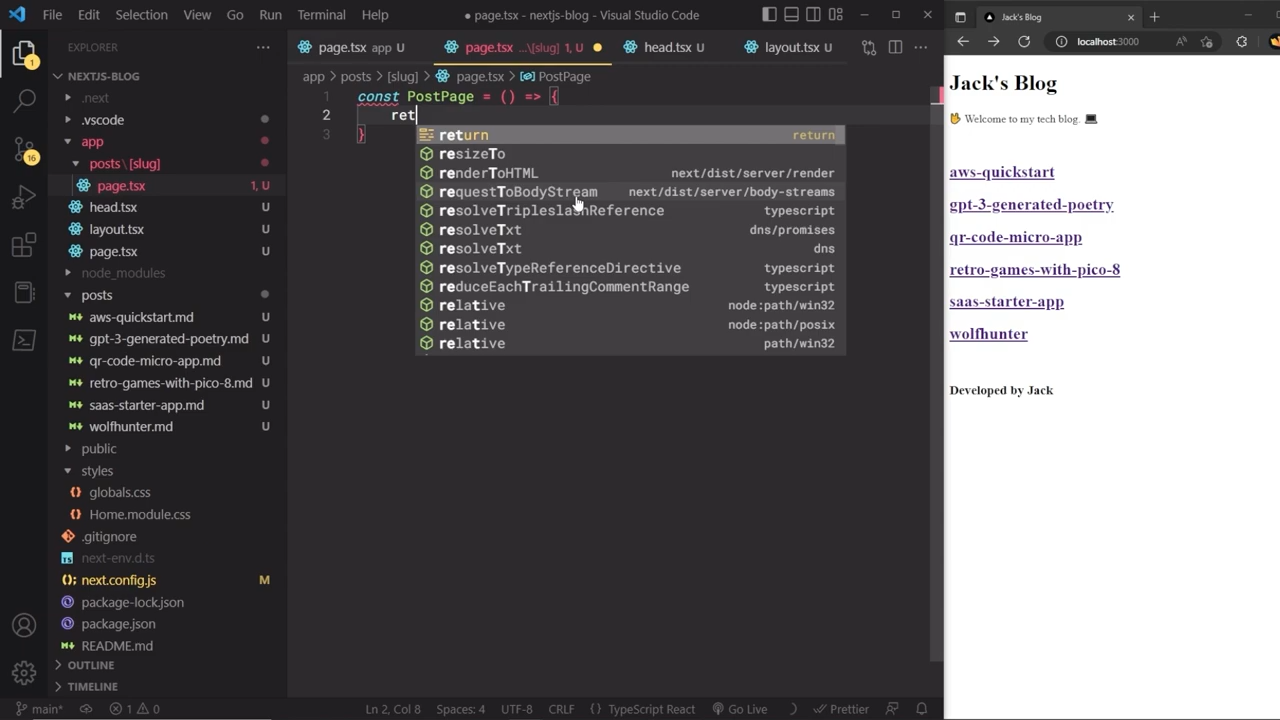 File Edit Selection View Go Run Terminal Help
● page.tsx - nextjs-blog - Visual Studio Code
EXPLORER
NEXTJS-BLOG
.next
.vscode
app
posts\[slug]
page.tsx 1, U
head.tsx U
layout.tsx U
page.tsx U
node_modules
posts
aws-quickstart.md U
gpt-3-generated-poetry.md U
qr-code-micro-app.md U
retro-games-with-pico-8.md U
saas-starter-app.md U
wolfhunter.md U
public
styles
globals.css U
Home.module.css U
.gitignore
next-env.d.ts
next.config.js M
package-lock.json
package.json
README.md
OUTLINE
TIMELINE
1
16
page.tsx app U page.tsx ...\[slug] 1, U head.tsx U layout.tsx U
app > posts > [slug] > page.tsx > PostPage
1 const PostPage = () => {
2 ret
3 }
return return
resizeTo
renderToHTML next/dist/server/render
requestToBodyStream next/dist/server/body-streams
resolveTripleslashReference typescript
resolveTxt dns/promises
resolveTxt dns
resolveTypeReferenceDirective typescript
reduceEachTrailingCommentRange typescript
relative node:path/win32
relative node:path/posix
relative path/win32
main* 1 0 Ln 2, Col 8 Spaces: 4 UTF-8 CRLF {} TypeScript React Go Live Prettier
Jack's Blog
localhost:3000
Jack's Blog
🖖 Welcome to my tech blog. 💻
aws-quickstart
gpt-3-generated-poetry
qr-code-micro-app
retro-games-with-pico-8
saas-starter-app
wolfhunter
Developed by Jack